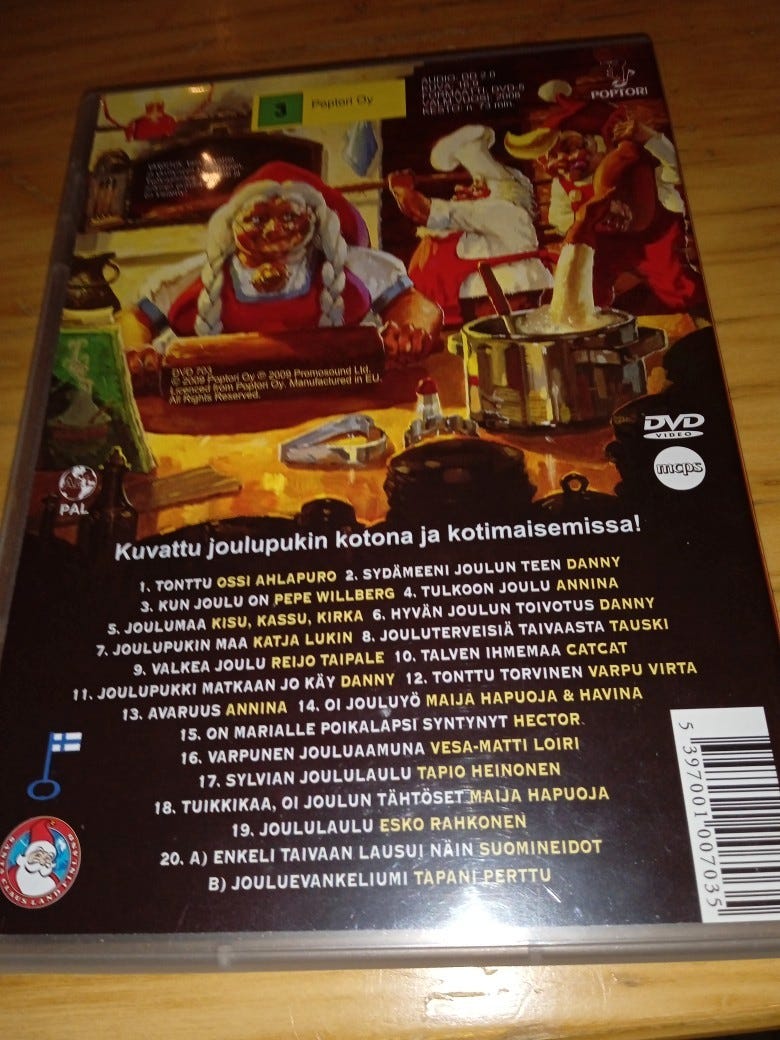 3 Poptori Oy
AUDIO: DD 2.0
KESTO: n. 73 min.
POPTORI
DVD 703
© 2009 Poptori Oy ℗ 2009 Promosound Ltd.
Licenced from Poptori Oy. Manufactured in EU.
All Rights Reserved.
DVD
VIDEO
mcps
PAL
Kuvattu joulupukin kotona ja kotimaisemissa!
1. TONTTU OSSI AHLAPURO 2. SYDÄMEENI JOULUN TEEN DANNY
3. KUN JOULU ON PEPE WILLBERG 4. TULKOON JOULU ANNINA
5. JOULUMAA KISU, KASSU, KIRKA 6. HYVÄN JOULUN TOIVOTUS DANNY
7. JOULUPUKIN MAA KATJA LUKIN 8. JOULUTERVEISIÄ TAIVAASTA TAUSKI
9. VALKEA JOULU REIJO TAIPALE 10. TALVEN IHMEMAA CATCAT
11. JOULUPUKKI MATKAAN JO KÄY DANNY 12. TONTTU TORVINEN VARPU VIRTA
13. AVARUUS ANNINA 14. OI JOULUYÖ MAIJA HAPUOJA & HAVINA
15. ON MARIALLE POIKALAPSI SYNTYNYT HECTOR
16. VARPUNEN JOULUAAMUNA VESA-MATTI LOIRI
17. SYLVIAN JOULULAULU TAPIO HEINONEN
18. TUIKKIKAA, OI JOULUN TÄHTÖSET MAIJA HAPUOJA
19. JOULULAULU ESKO RAHKONEN
20. A) ENKELI TAIVAAN LAUSUI NÄIN SUOMINEIDOT
B) JOULUEVANKELIUMI TAPANI PERTTU
5 397001 007035